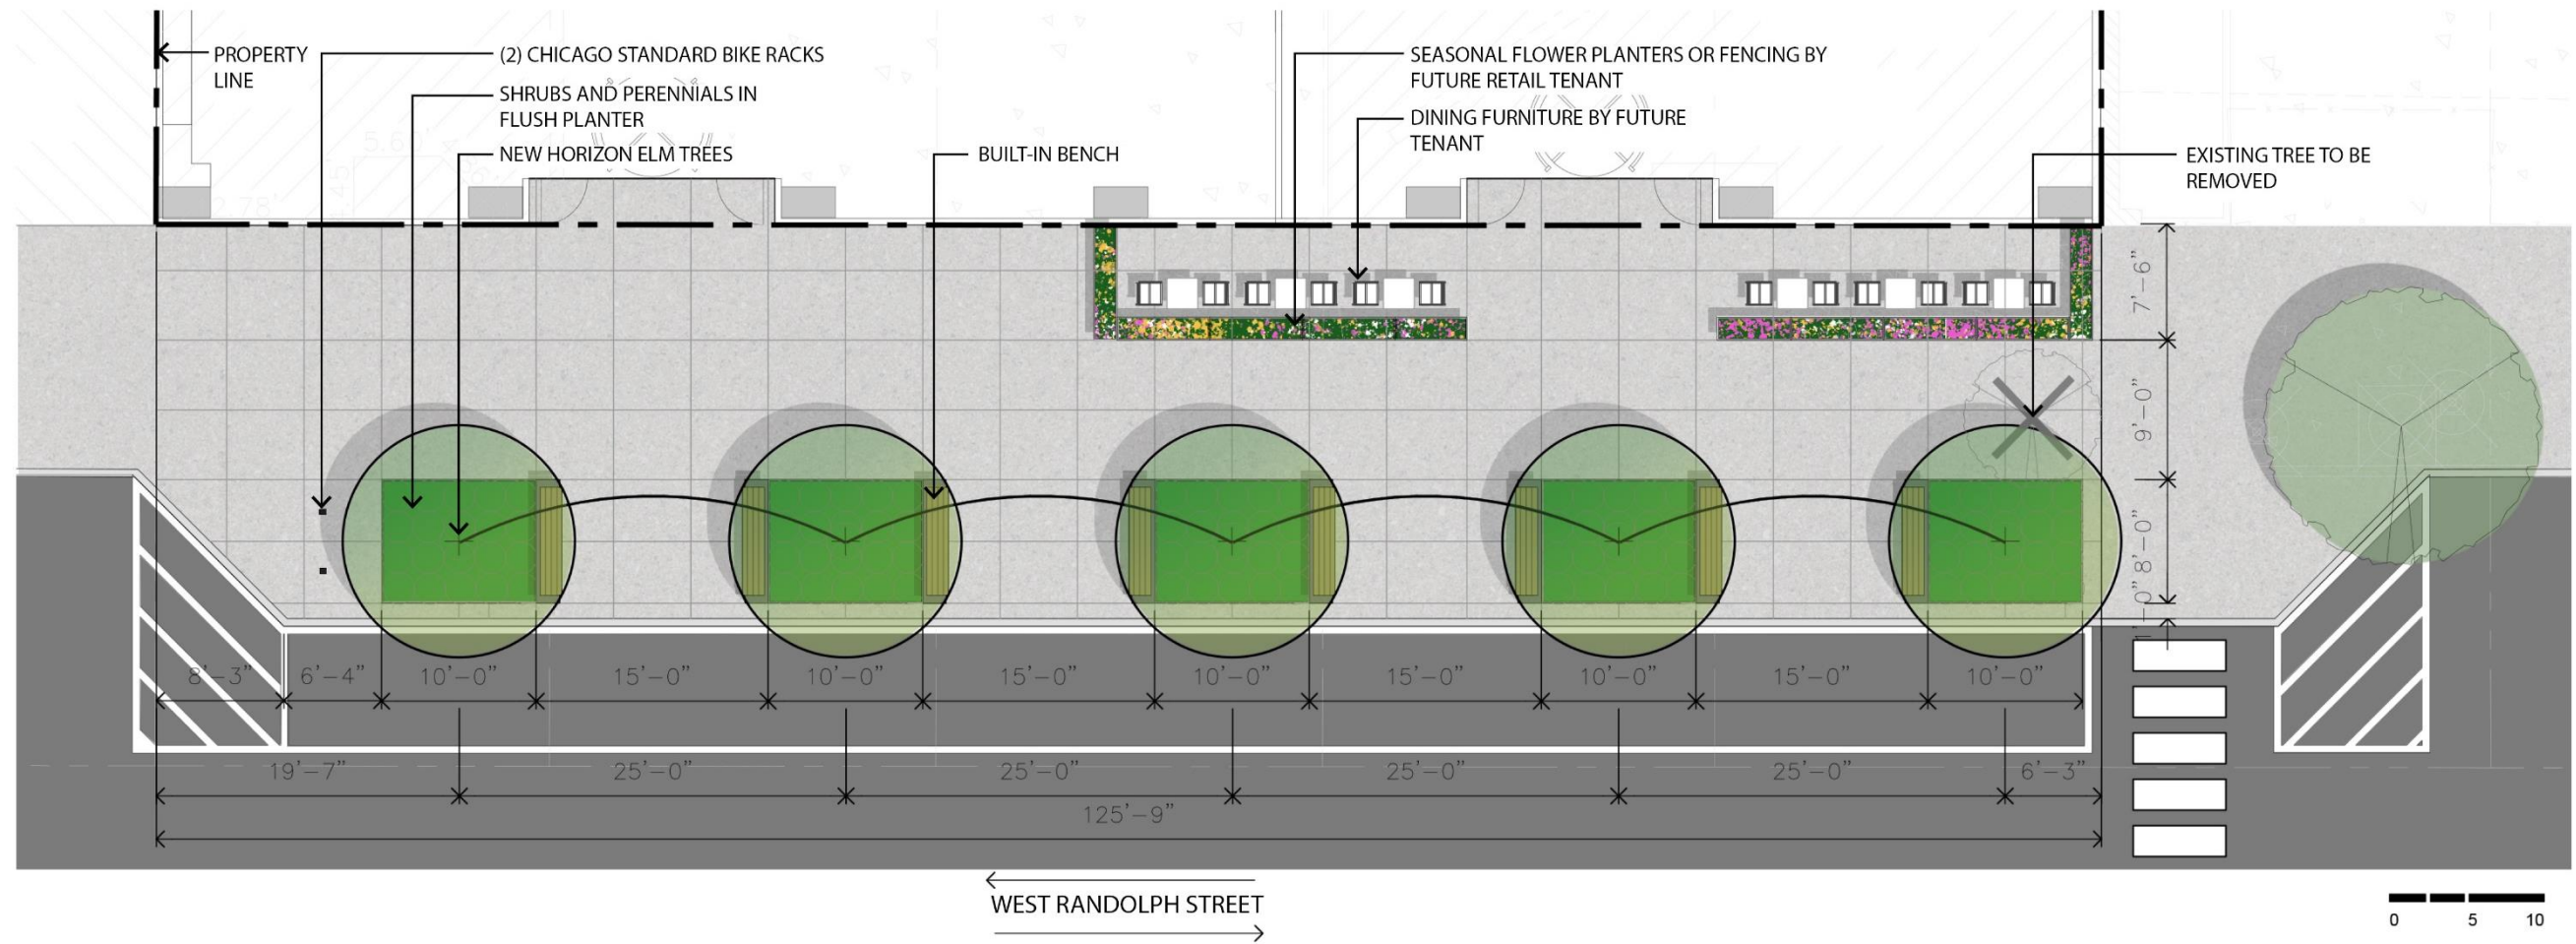 PROPERTY
LINE
(2) CHICAGO STANDARD BIKE RACKS
SHRUBS AND PERENNIALS IN
FLUSH PLANTER
NEW HORIZON ELM TREES
BUILT-IN BENCH
SEASONAL FLOWER PLANTERS OR FENCING BY
FUTURE RETAIL TENANT
DINING FURNITURE BY FUTURE
TENANT
EXISTING TREE TO BE
REMOVED
5.60'
2.78'
7'-6"
9'-0"
8'-0"
8'-3"
6'-4"
10'-0"
15'-0"
10'-0"
15'-0"
10'-0"
15'-0"
10'-0"
15'-0"
10'-0"
19'-7"
25'-0"
25'-0"
25'-0"
25'-0"
6'-3"
125'-9"
WEST RANDOLPH STREET
0 5 10